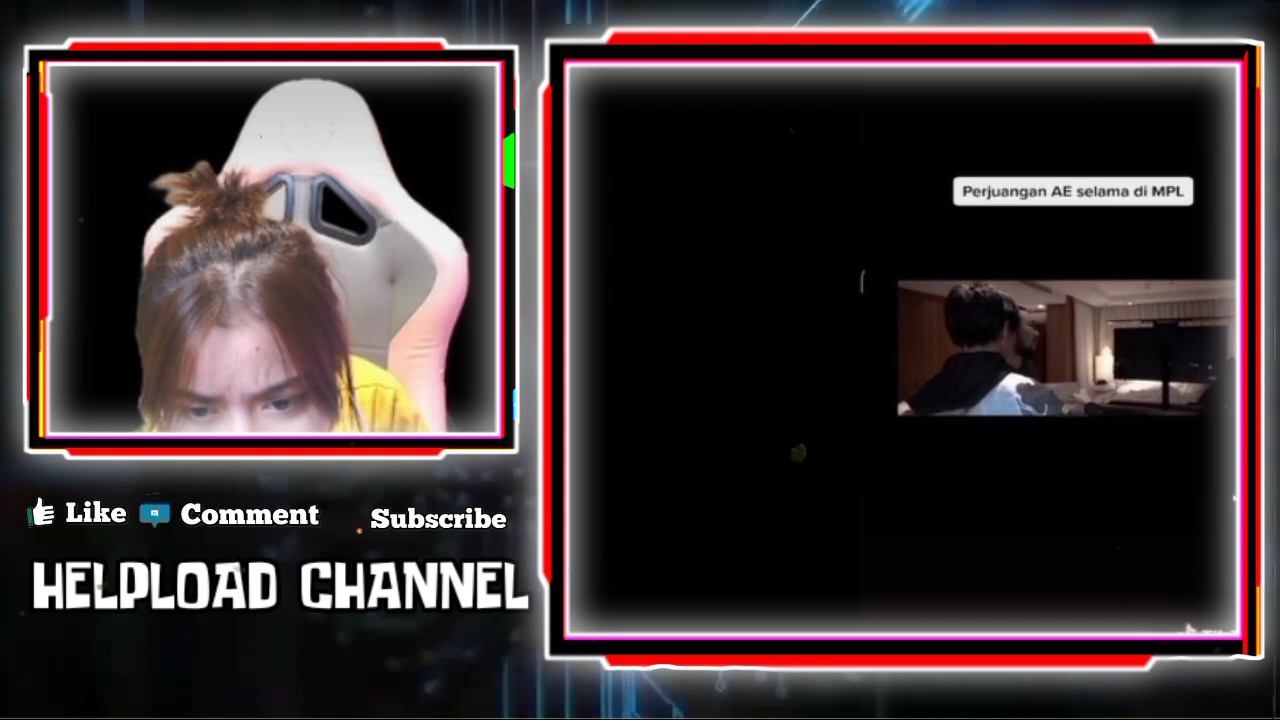 Perjuangan AE selama di MPL
Like Comment Subscribe
HELPLOAD CHANNEL